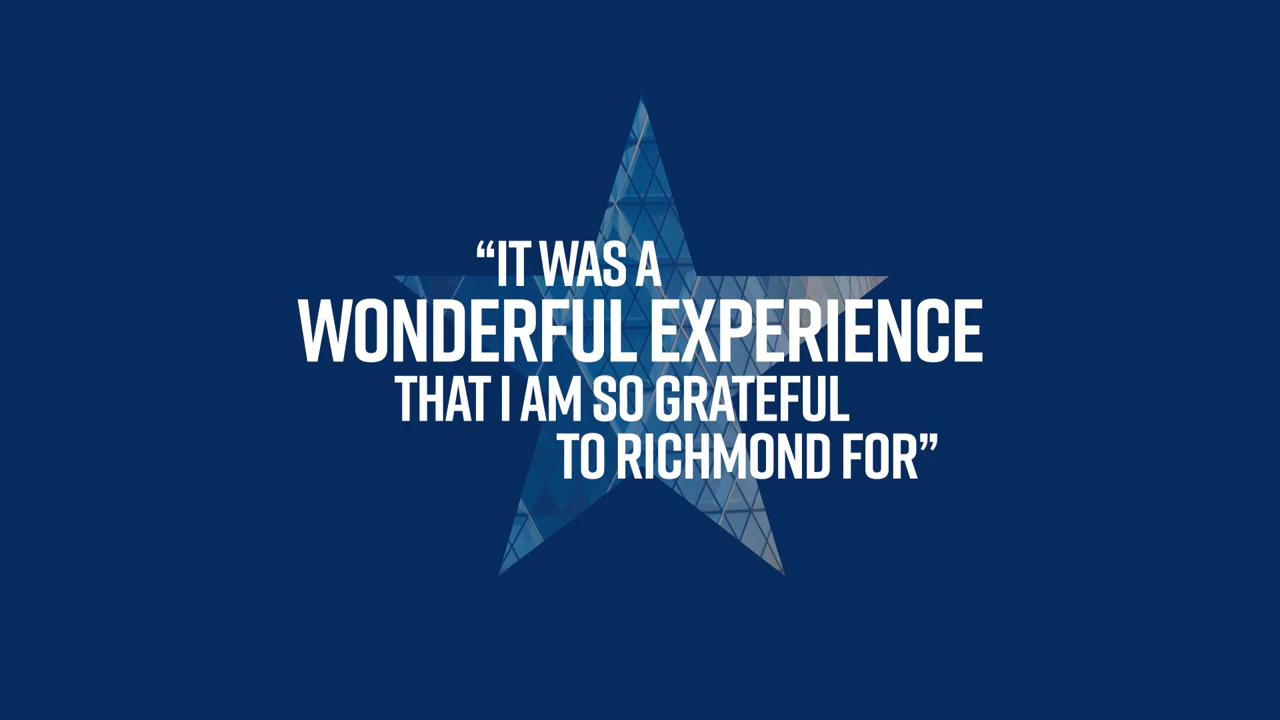 “IT WAS A
WONDERFUL EXPERIENCE
THAT I AM SO GRATEFUL
TO RICHMOND FOR”